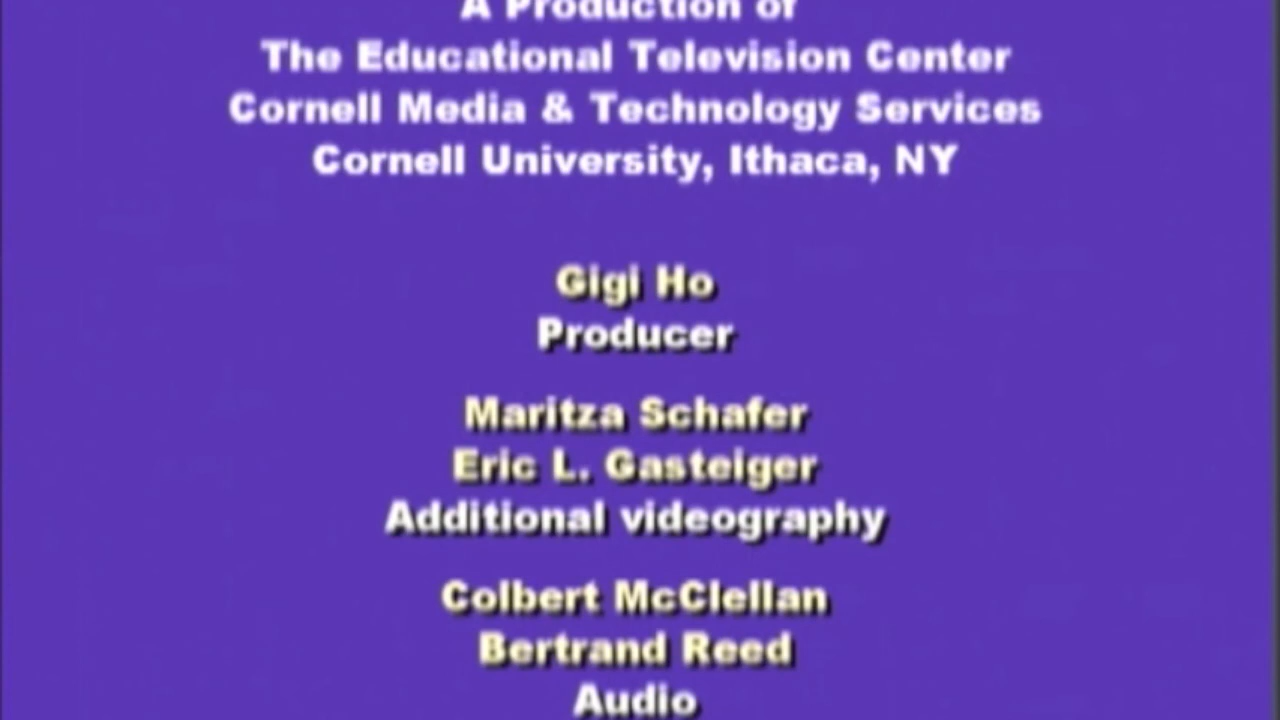 A Production of
The Educational Television Center
Cornell Media & Technology Services
Cornell University, Ithaca, NY
Gigi Ho
Producer
Maritza Schafer
Eric L. Gasteiger
Additional videography
Colbert McClellan
Bertrand Reed
Audio